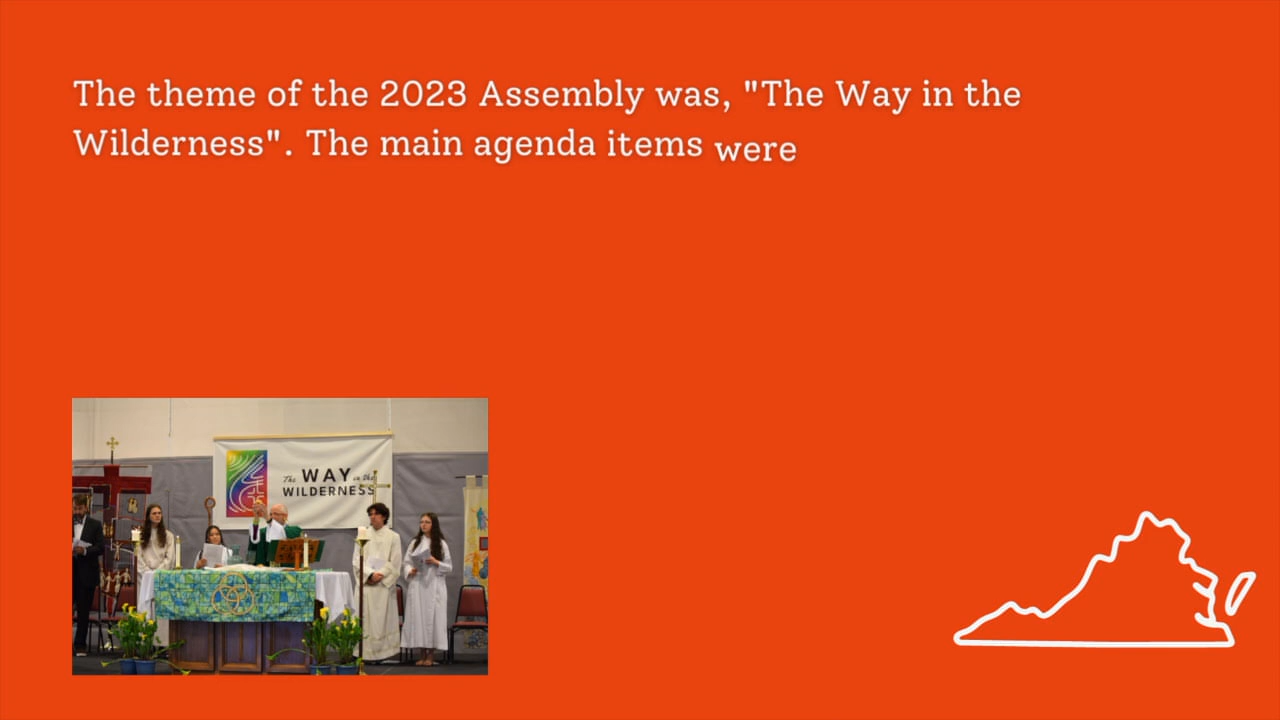 The theme of the 2023 Assembly was, "The Way in the
Wilderness". The main agenda items were
The WAY in the
WILDERNESS